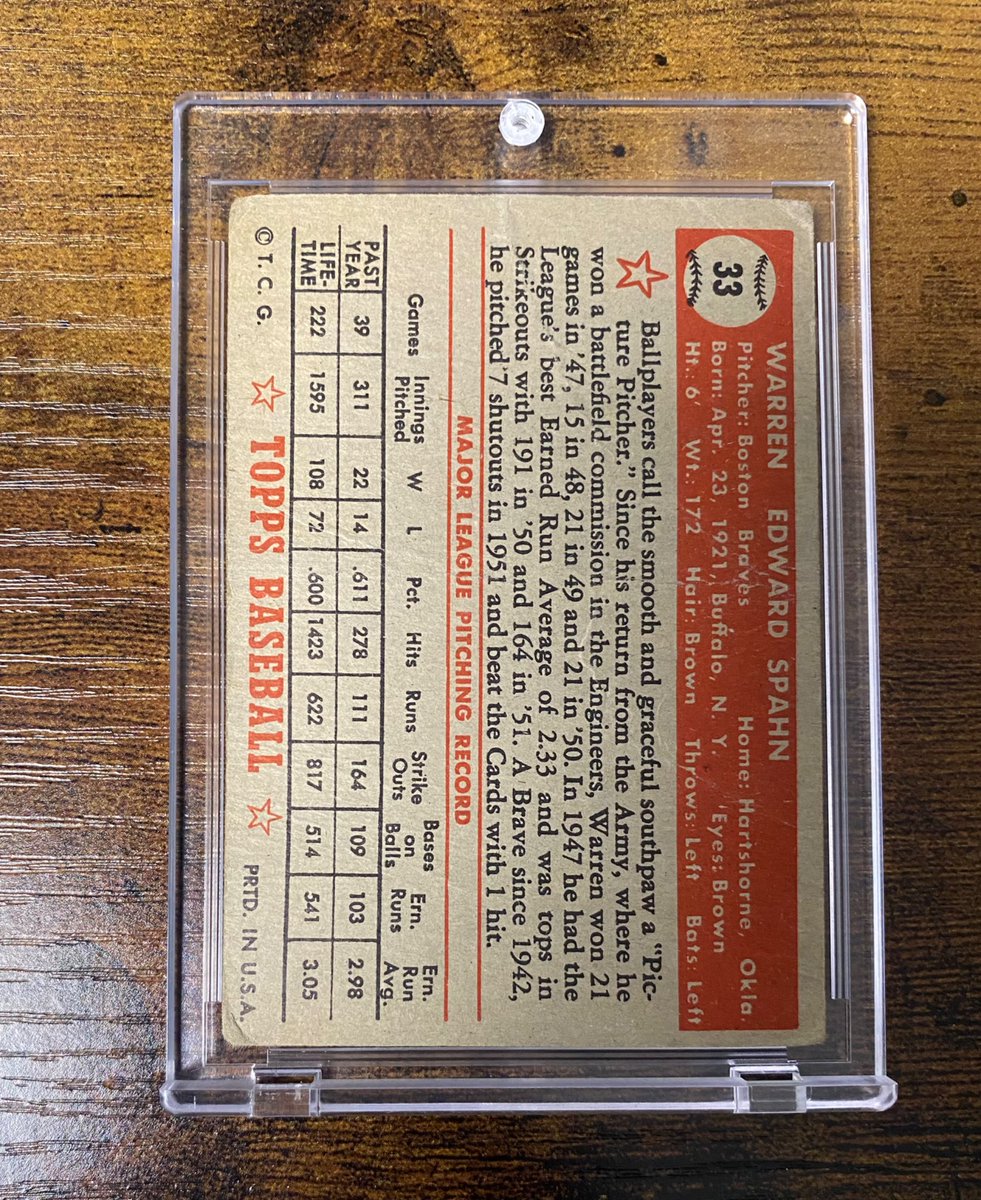 33
WARREN EDWARD SPAHN
Pitcher: Boston Braves Home: Hartshorne, Okla.
Born: Apr. 23, 1921, Buffalo, N. Y. Eyes: Brown
Ht.: 6' Wt.: 172 Hair: Brown Throws: Left Bats: Left
Ballplayers call the smooth and graceful southpaw a "Pic-
ture Pitcher." Since his return from the Army, where he
won a battlefield commission in the Engineers, Warren won 21
games in '47, 15 in 48, 21 in 49 and 21 in '50. In 1947 he had the
League's best Earned Run Average of 2.33 and was tops in
Strikeouts with 191 in '50 and 164 in '51. A Brave since 1942,
he pitched 7 shutouts in 1951 and beat the Cards with 1 hit.
MAJOR LEAGUE PITCHING RECORD
Games Innings Pitched W L Pct. Hits Runs Strike Outs Bases on Balls Ern. Runs Ern. Run Avg.
PAST YEAR 39 311 22 14 .611 278 111 164 109 103 2.98
LIFE-TIME 222 1595 108 72 .600 1423 622 817 514 541 3.05
© T. C. G. TOPPS BASEBALL PRTD. IN U.S.A.